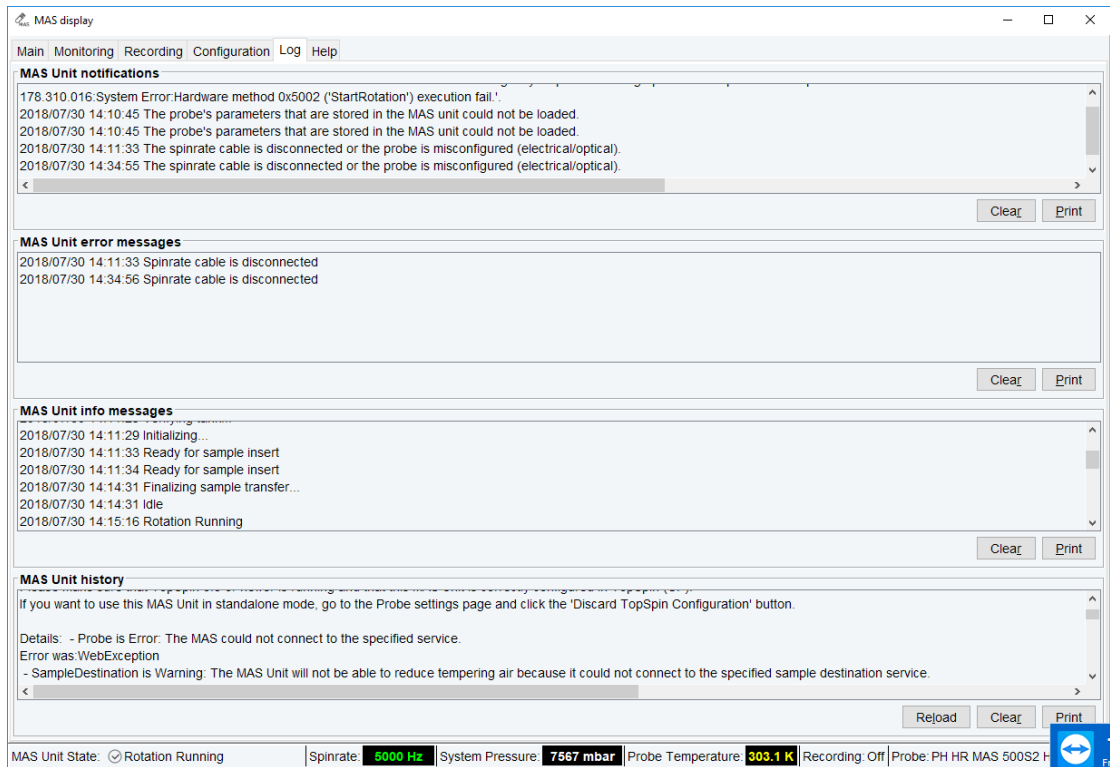 MAS display
Main Monitoring Recording Configuration Log Help
MAS Unit notifications
178.310.016:System Error:Hardware method 0x5002 ('StartRotation') execution fail.'.
2018/07/30 14:10:45 The probe's parameters that are stored in the MAS unit could not be loaded.
2018/07/30 14:10:45 The probe's parameters that are stored in the MAS unit could not be loaded.
2018/07/30 14:11:33 The spinrate cable is disconnected or the probe is misconfigured (electrical/optical).
2018/07/30 14:34:55 The spinrate cable is disconnected or the probe is misconfigured (electrical/optical).
Clear Print
MAS Unit error messages
2018/07/30 14:11:33 Spinrate cable is disconnected
2018/07/30 14:34:56 Spinrate cable is disconnected
Clear Print
MAS Unit info messages
2018/07/30 14:11:29 Initializing...
2018/07/30 14:11:33 Ready for sample insert
2018/07/30 14:11:34 Ready for sample insert
2018/07/30 14:14:31 Finalizing sample transfer...
2018/07/30 14:14:31 Idle
2018/07/30 14:15:16 Rotation Running
Clear Print
MAS Unit history
If you want to use this MAS Unit in standalone mode, go to the Probe settings page and click the 'Discard TopSpin Configuration' button.
Details: - Probe is Error: The MAS could not connect to the specified service.
Error was:WebException
- SampleDestination is Warning: The MAS Unit will not be able to reduce tempering air because it could not connect to the specified sample destination service.
Reload Clear Print
MAS Unit State: Rotation Running Spinrate: 5000 Hz System Pressure: 7567 mbar Probe Temperature: 303.1 K Recording: Off Probe: PH HR MAS 500S2 H